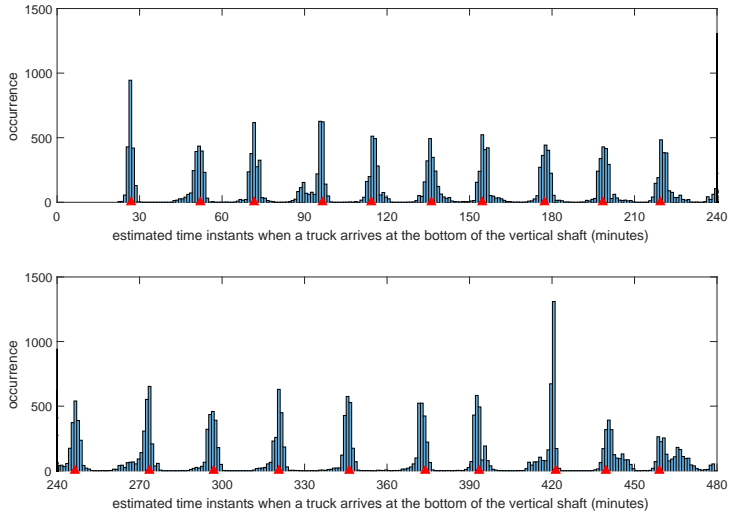 1500
1000
500
0
occurrence
0 30 60 90 120 150 180 210 240
estimated time instants when a truck arrives at the bottom of the vertical shaft (minutes)
1500
1000
500
0
occurrence
240 270 300 330 360 390 420 450 480
estimated time instants when a truck arrives at the bottom of the vertical shaft (minutes)